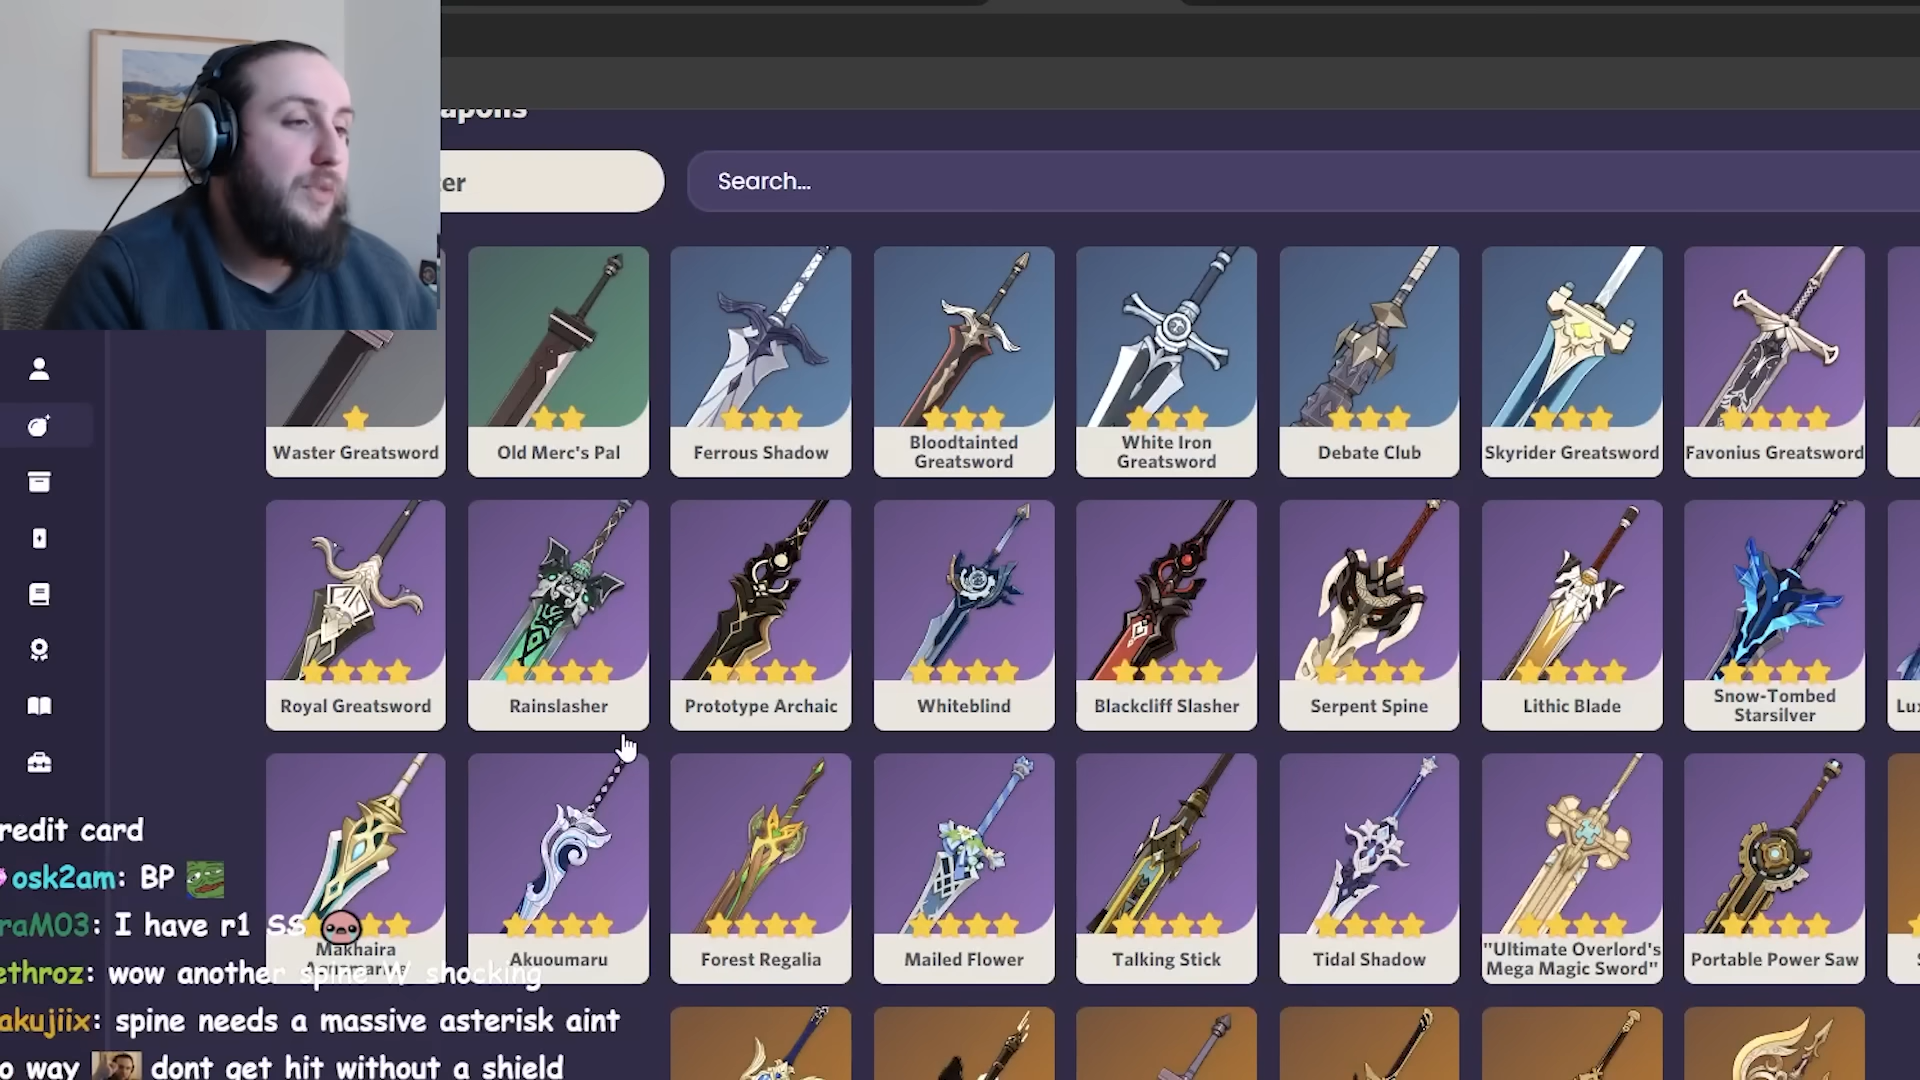 Search...
Waster Greatsword
Old Merc's Pal
Ferrous Shadow
Bloodtainted
Greatsword
White Iron
Greatsword
Debate Club
Skyrider Greatsword
Favonius Greatsword
Royal Greatsword
Rainslasher
Prototype Archaic
Whiteblind
Blackcliff Slasher
Serpent Spine
Lithic Blade
Snow-Tombed
Starsilver
Makhaira
Akuoumaru
Forest Regalia
Mailed Flower
Talking Stick
Tidal Shadow
"Ultimate Overlord's
Mega Magic Sword"
Portable Power Saw
redit card
osk2am: BP
raM03: I have r1 SS
ethroz: wow another spine W shocking
akujiix: spine needs a massive asterisk aint
o way dont get hit without a shield